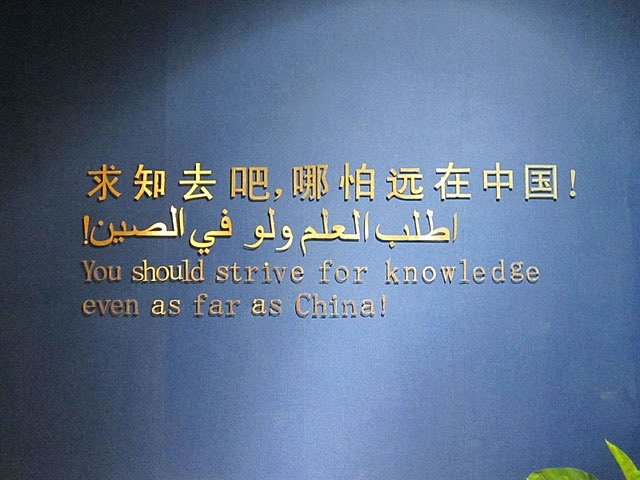 求知去吧,哪怕远在中国!
اطلب العلم ولو في الصين!
You should strive for knowledge
even as far as China!